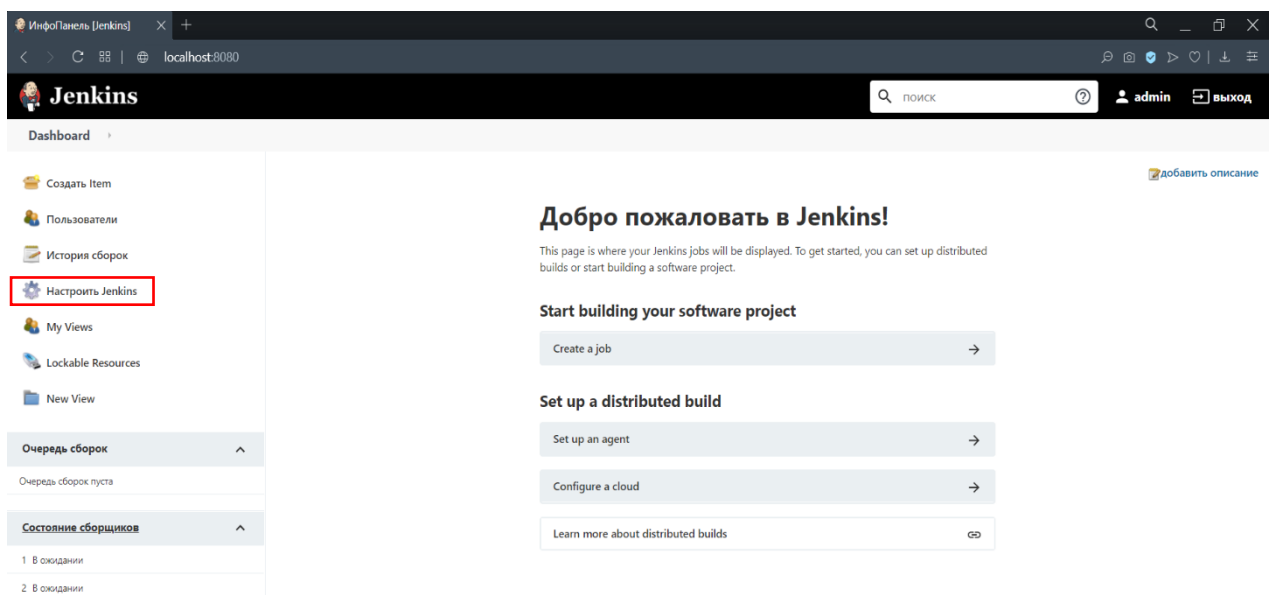 ИнфоПанель [Jenkins]
localhost:8080
Jenkins
поиск
admin
выход
Dashboard
добавить описание
Создать Item
Пользователи
История сборок
Настроить Jenkins
My Views
Lockable Resources
New View
Очередь сборок
Очередь сборок пуста
Состояние сборщиков
1 В ожидании
2 В ожидании
Добро пожаловать в Jenkins!
This page is where your Jenkins jobs will be displayed. To get started, you can set up distributed
builds or start building a software project.
Start building your software project
Create a job
Set up a distributed build
Set up an agent
Configure a cloud
Learn more about distributed builds